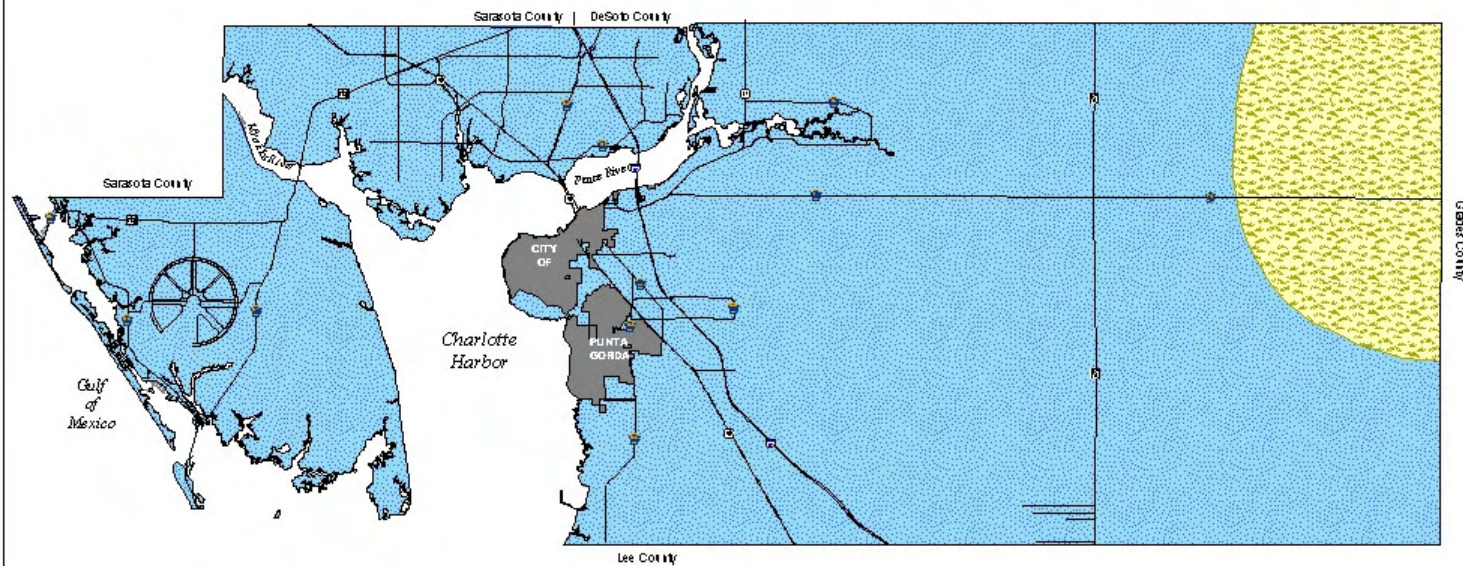 Sarasota County | DeSoto County
Myakka River
Peace River
Sarasota County
Glades County
CITY
OF
PUNTA
GORDA
Charlotte
Harbor
Gulf
of
Mexico
Lee County